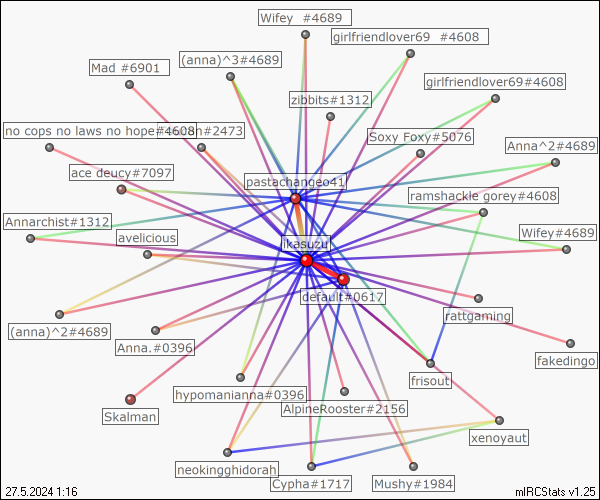 Wifey #4689
girlfriendlover69 #4608
(anna)^3#4689
Mad #6901
girlfriendlover69#4608
zibbits#1312
no cops no laws no hope#4608
#2473
Soxy Foxy#5076
Anna^2#4689
ace deucy#7097
pastachangeo41
ramshackle gorey#4608
Annarchist#1312
Wifey#4689
avelicious
likasuzu
default#0617
rattgaming
(anna)^2#4689
Anna.#0396
fakedingo
frisout
hypomanianna#0396
AlpineRooster#2156
Skalman
xenoyaut
neokingghidorah
Cypha#1717
Mushy#1984
27.5.2024 1:16
mIRCStats v1.25